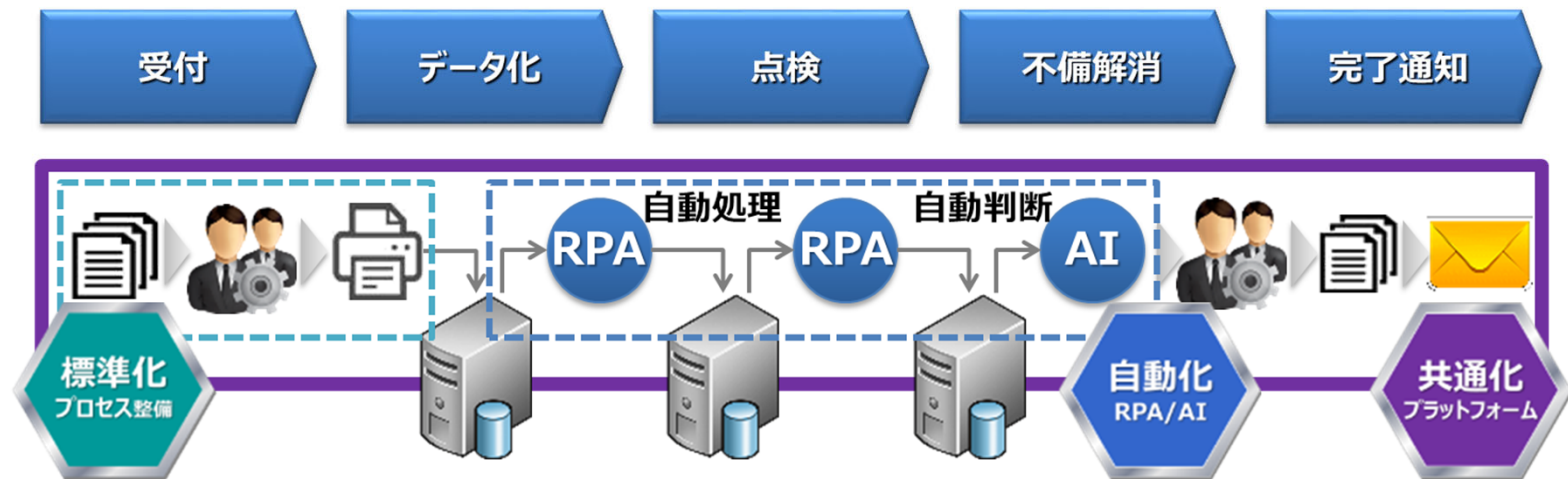 受付
データ化
点検
不備解消
完了通知
自動処理
自動判断
RPA
RPA
AI
標準化
プロセス整備
自動化
RPA/AI
共通化
プラットフォーム